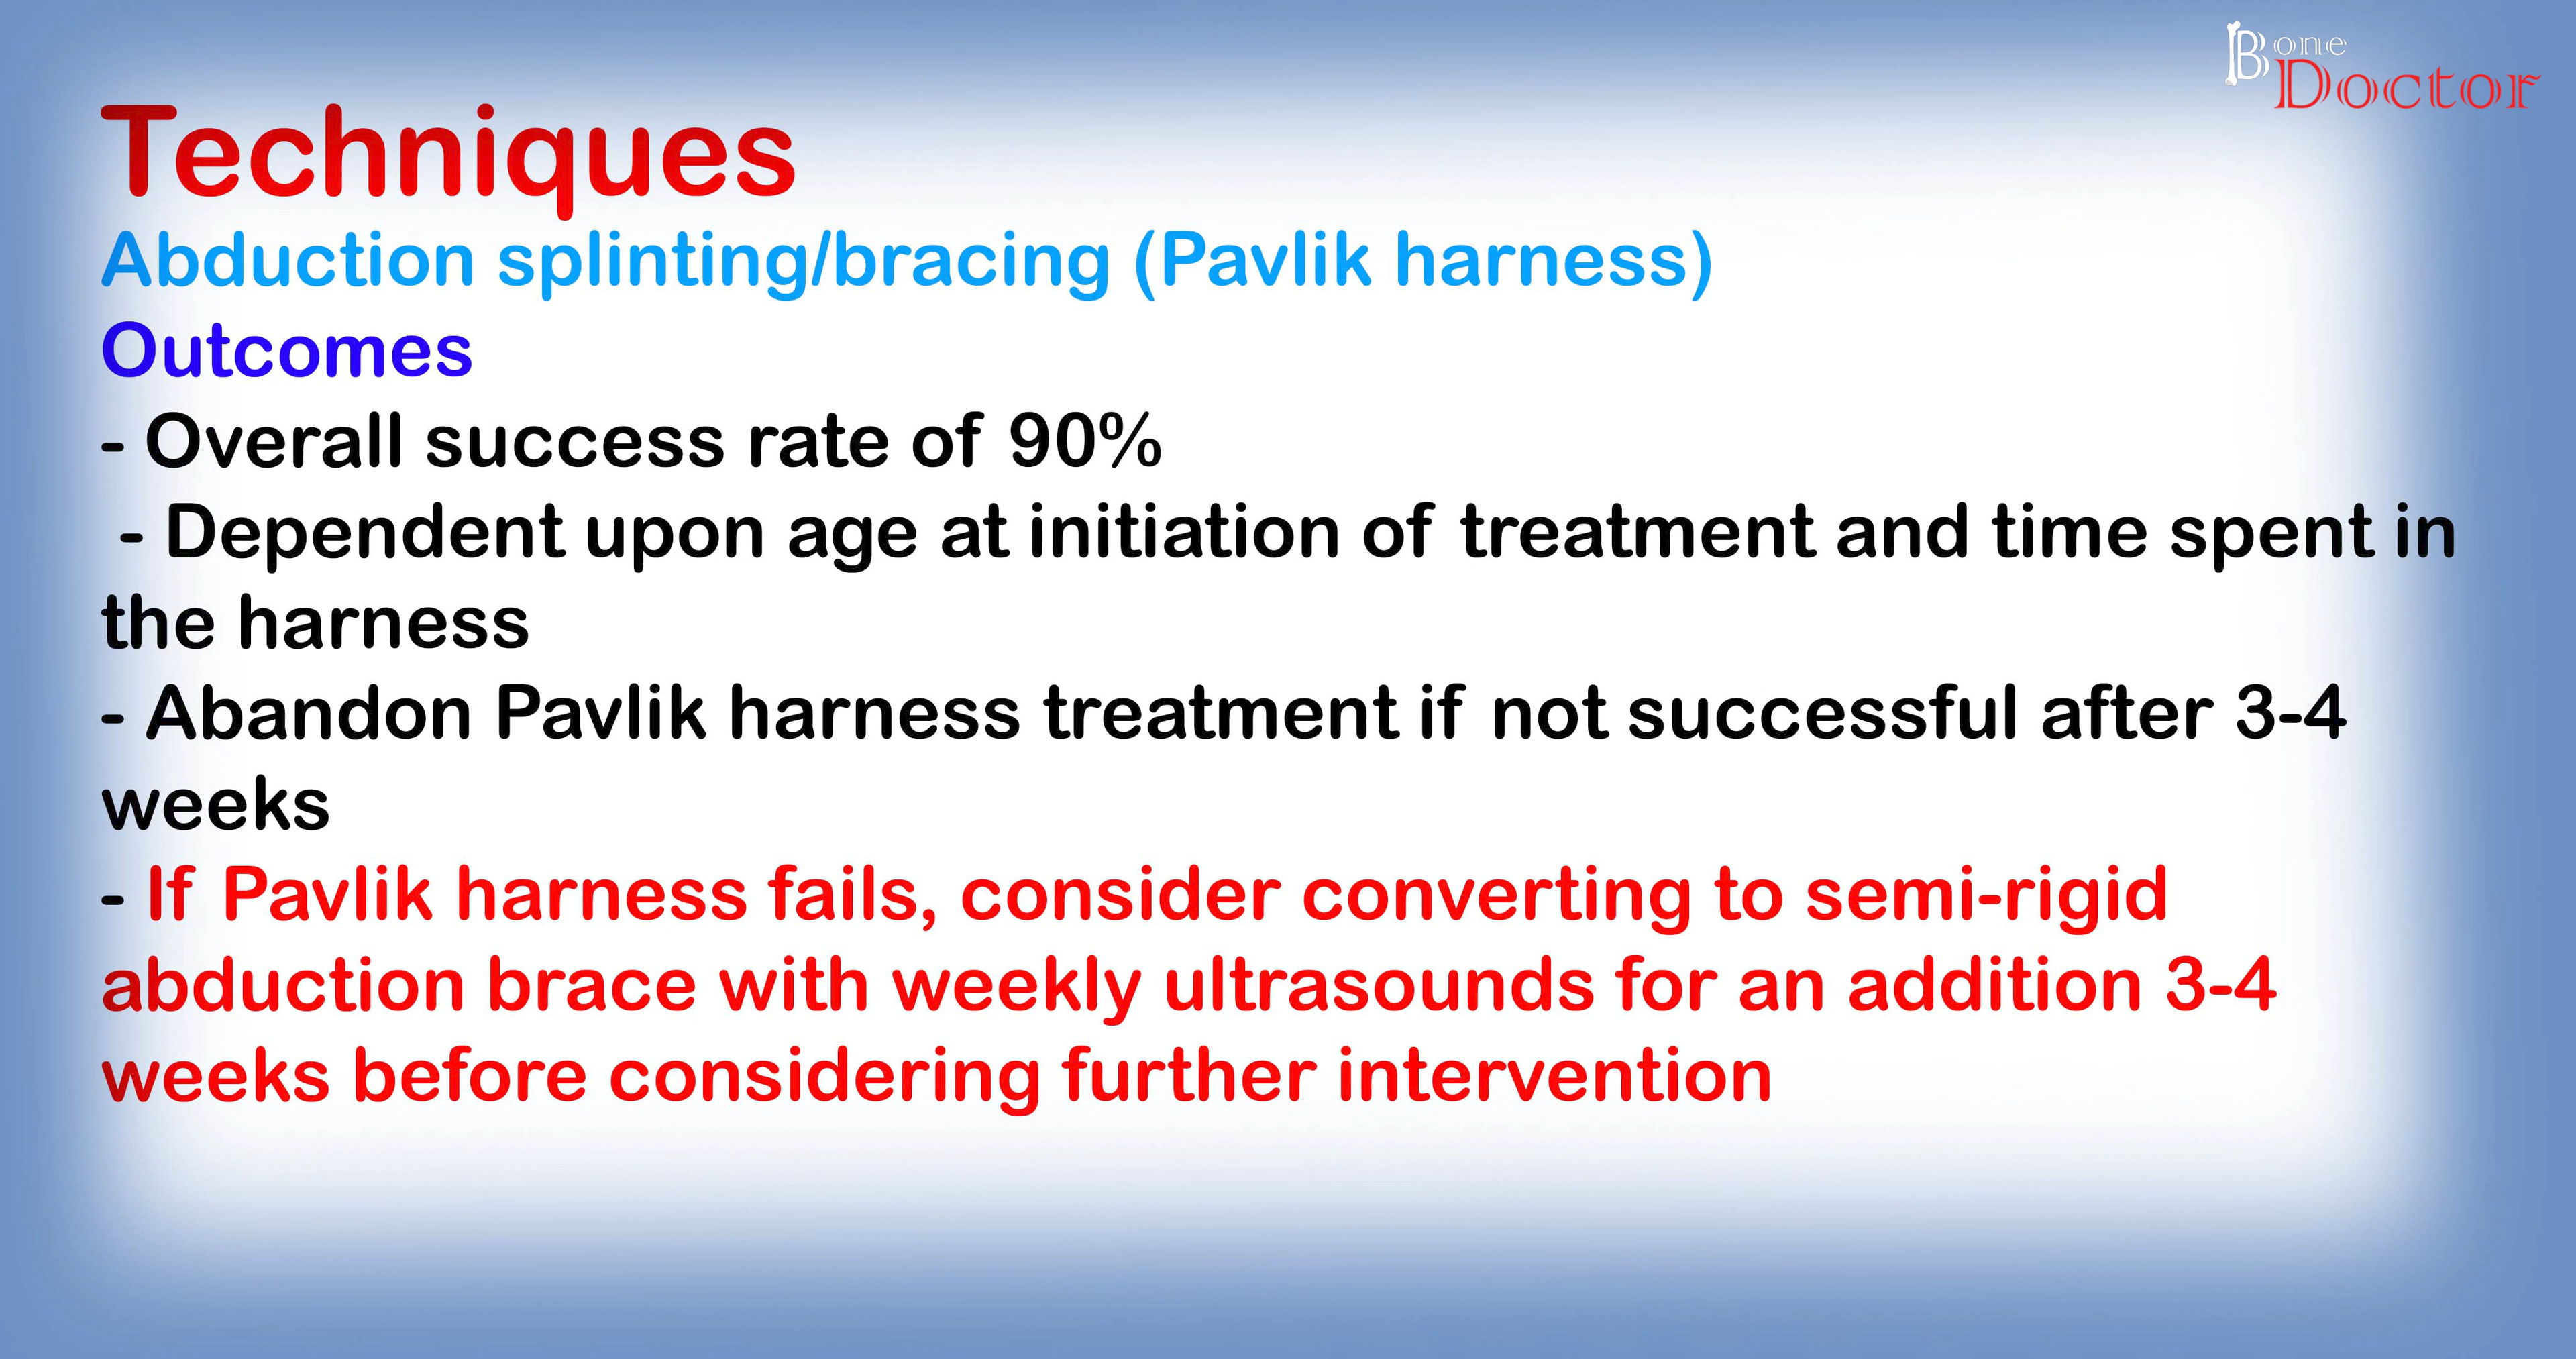 Bone
Doctor
Techniques
Abduction splinting/bracing (Pavlik harness)
Outcomes
- Overall success rate of 90%
- Dependent upon age at initiation of treatment and time spent in
the harness
- Abandon Pavlik harness treatment if not successful after 3-4
weeks
- If Pavlik harness fails, consider converting to semi-rigid
abduction brace with weekly ultrasounds for an addition 3-4
weeks before considering further intervention